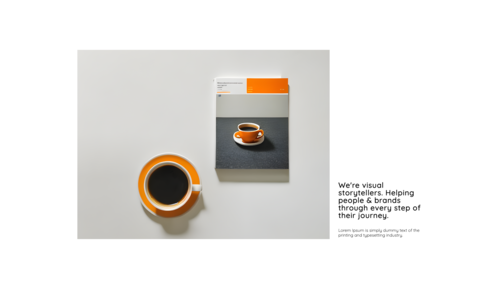 We're visual
storytellers. Helping
people & brands
through every step of
their journey.
Lorem Ipsum is simply dummy text of the
printing and typesetting industry.